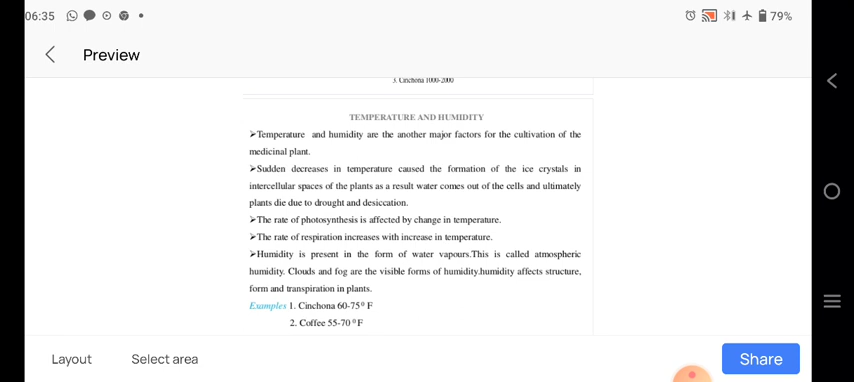 06:35
79%
Preview
3. Cinchona 1000-2000
TEMPERATURE AND HUMIDITY
➢Temperature and humidity are the another major factors for the cultivation of the
medicinal plant.
➢Sudden decreases in temperature caused the formation of the ice crystals in
intercellular spaces of the plants as a result water comes out of the cells and ultimately
plants die due to drought and desiccation.
➢The rate of photosynthesis is affected by change in temperature.
➢The rate of respiration increases with increase in temperature.
➢Humidity is present in the form of water vapours.This is called atmospheric
humidity. Clouds and fog are the visible forms of humidity.humidity affects structure,
form and transpiration in plants.
Examples 1. Cinchona 60-75⁰ F
2. Coffee 55-70 ⁰ F
Layout Select area Share